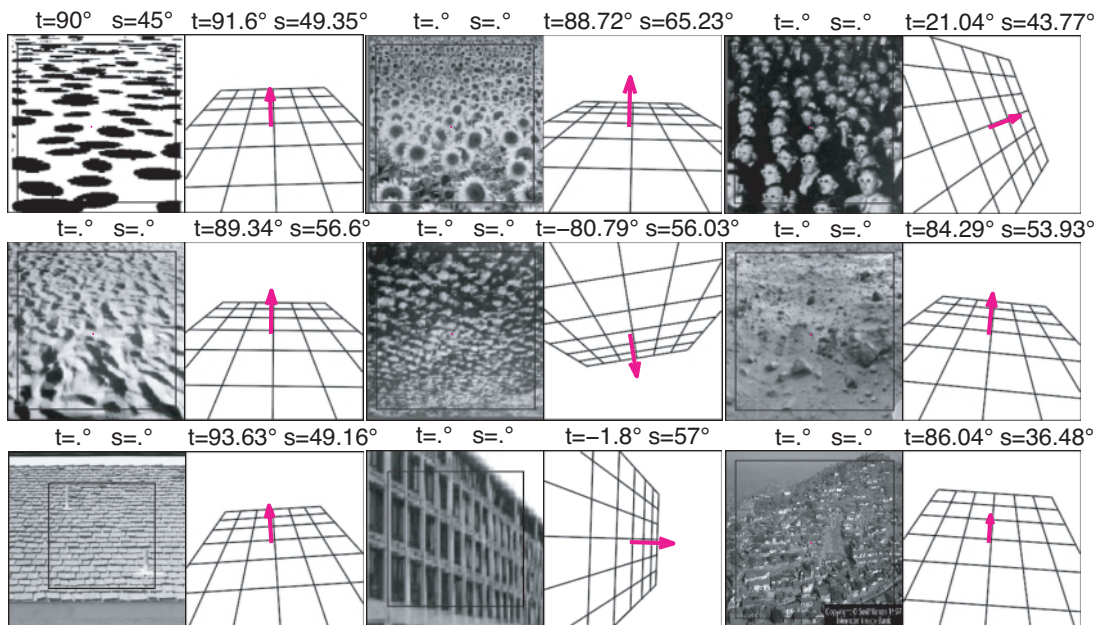 t=90° s=45° t=91.6° s=49.35° t=.° s=.° t=88.72° s=65.23° t=.° s=.° t=21.04° s=43.77°
t=.° s=.° t=89.34° s=56.6° t=.° s=.° t=−80.79° s=56.03° t=.° s=.° t=84.29° s=53.93°
t=.° s=.° t=93.63° s=49.16° t=.° s=.° t=−1.8° s=57° t=.° s=.° t=86.04° s=36.48°